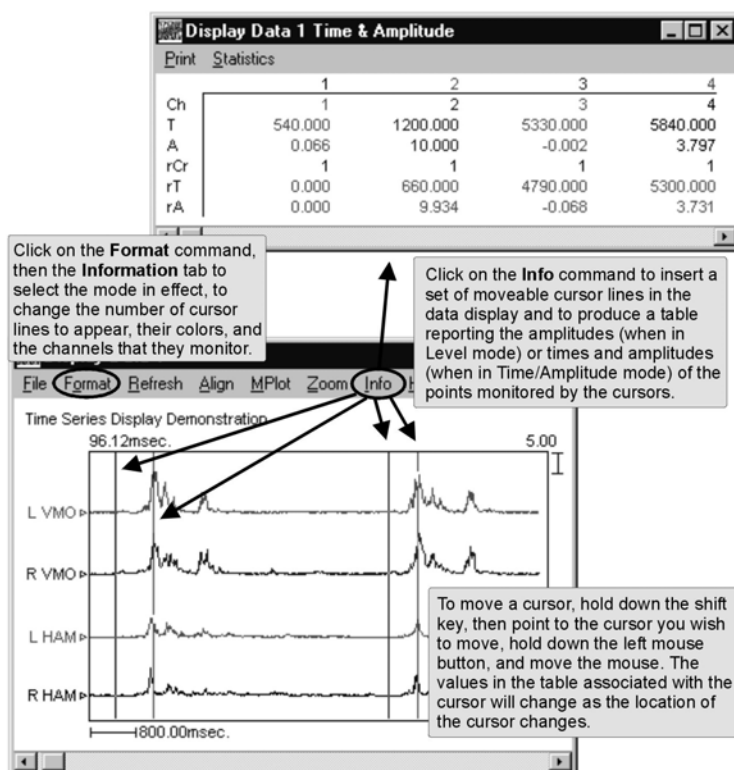 Display Data 1 Time & Amplitude
Print Statistics
1 2 3 4
Ch 1 2 3 4
T 540.000 1200.000 5330.000 5840.000
A 0.066 10.000 -0.002 3.797
rCr 1 1 1 1
rT 0.000 660.000 4790.000 5300.000
rA 0.000 9.934 -0.068 3.731
Click on the Format command,
then the Information tab to
select the mode in effect, to
change the number of cursor
lines to appear, their colors, and
the channels that they monitor.
Click on the Info command to insert a
set of moveable cursor lines in the
data display and to produce a table
reporting the amplitudes (when in
Level mode) or times and amplitudes
(when in Time/Amplitude mode) of the
points monitored by the cursors.
File Format Refresh Align MPlot Zoom Info
Time Series Display Demonstration
96.12msec. 5.00
L VMO
R VMO
L HAM
R HAM
800.00msec.
To move a cursor, hold down the shift
key, then point to the cursor you wish
to move, hold down the left mouse
button, and move the mouse. The
values in the table associated with the
cursor will change as the location of
the cursor changes.